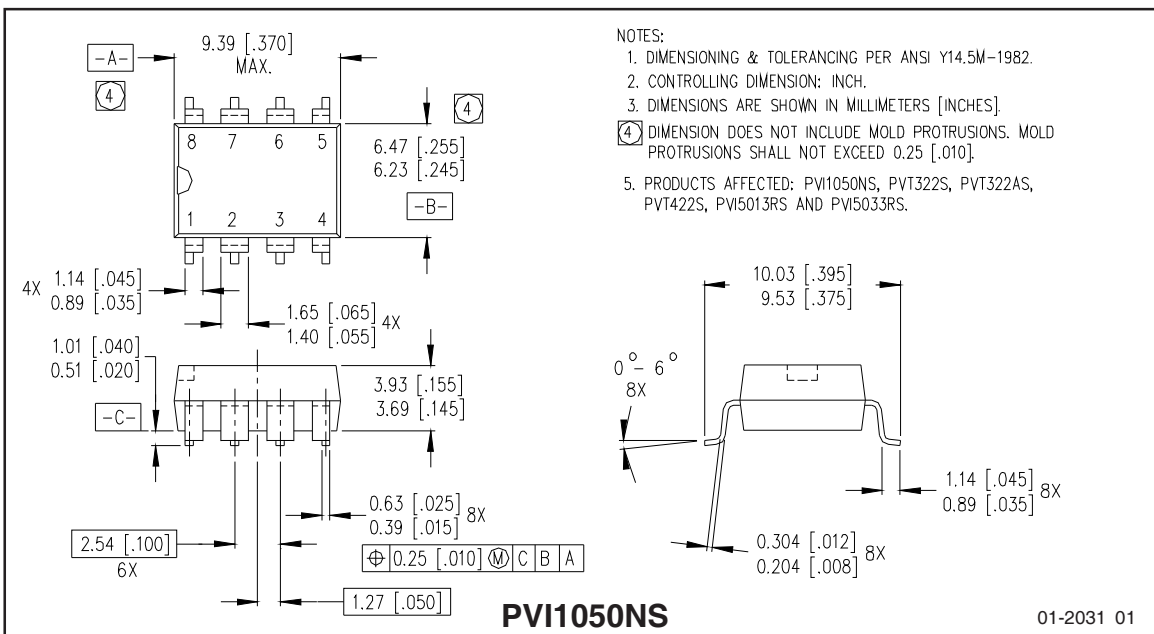 9.39 [.370]
MAX.
-A-
4
4
8 7 6 5
1 2 3 4
6.47 [.255]
6.23 [.245]
-B-
4X 1.14 [.045]
0.89 [.035]
1.65 [.065]
1.40 [.055]
4X
1.01 [.040]
0.51 [.020]
-C-
3.93 [.155]
3.69 [.145]
0.63 [.025]
0.39 [.015]
8X
2.54 [.100]
6X
⌖ 0.25 [.010] Ⓜ C B A
1.27 [.050]
NOTES:
1. DIMENSIONING & TOLERANCING PER ANSI Y14.5M-1982.
2. CONTROLLING DIMENSION: INCH.
3. DIMENSIONS ARE SHOWN IN MILLIMETERS [INCHES].
4 DIMENSION DOES NOT INCLUDE MOLD PROTRUSIONS. MOLD
PROTRUSIONS SHALL NOT EXCEED 0.25 [.010].
5. PRODUCTS AFFECTED: PVI1050NS, PVT322S, PVT322AS,
PVT422S, PVI5013RS AND PVI5033RS.
10.03 [.395]
9.53 [.375]
0° - 6°
8X
1.14 [.045]
0.89 [.035]
8X
0.304 [.012]
0.204 [.008]
8X
PVI1050NS
01-2031 01